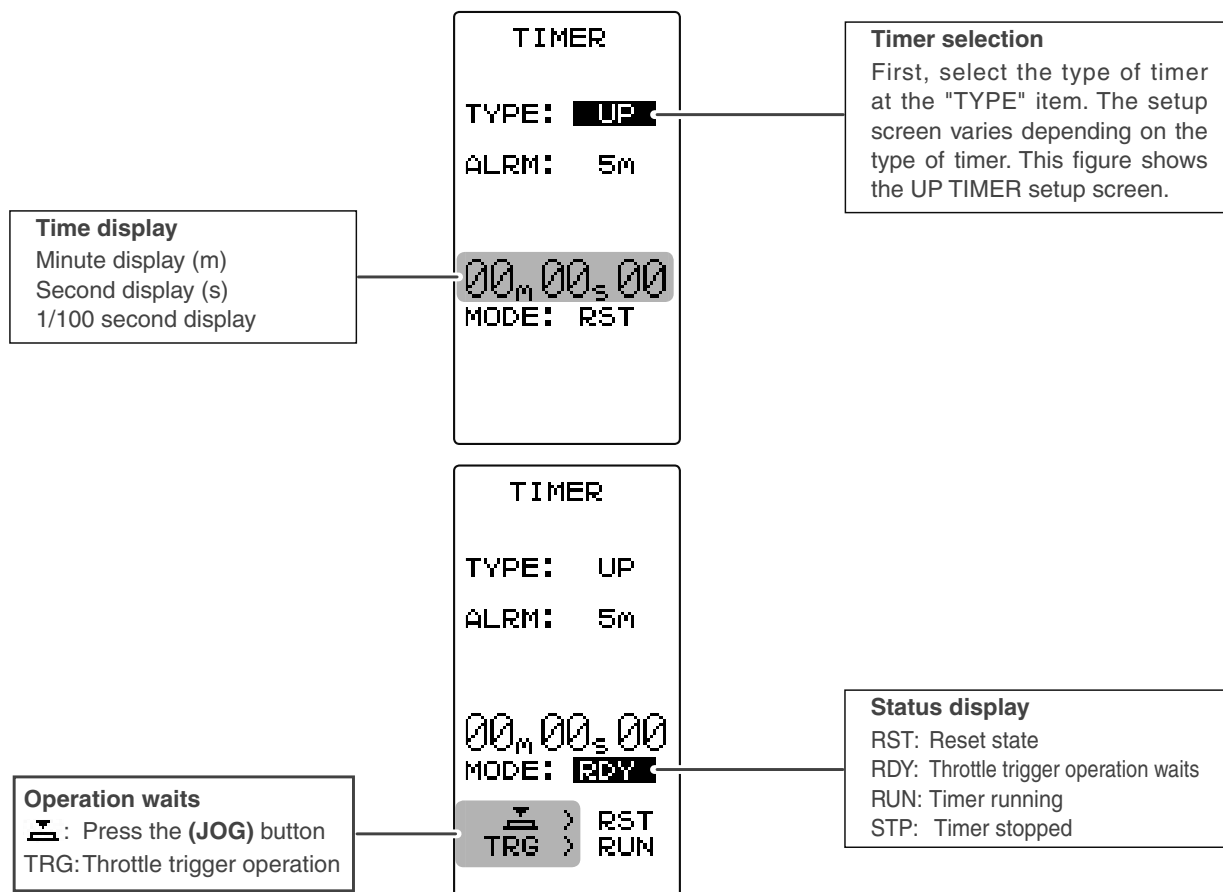 TIMER
TYPE: UP
ALRM: 5m
00m00s00
MODE: RST
Timer selection
First, select the type of timer
at the "TYPE" item. The setup
screen varies depending on the
type of timer. This figure shows
the UP TIMER setup screen.
Time display
Minute display (m)
Second display (s)
1/100 second display
TIMER
TYPE: UP
ALRM: 5m
00m00s00
MODE: RDY
> RST
TRG > RUN
Status display
RST: Reset state
RDY: Throttle trigger operation waits
RUN: Timer running
STP: Timer stopped
Operation waits
: Press the (JOG) button
TRG: Throttle trigger operation